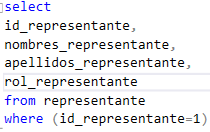 select
id_representante,
nombres_representante,
apellidos_representante,
rol_representante
from representante
where (id_representante=1)